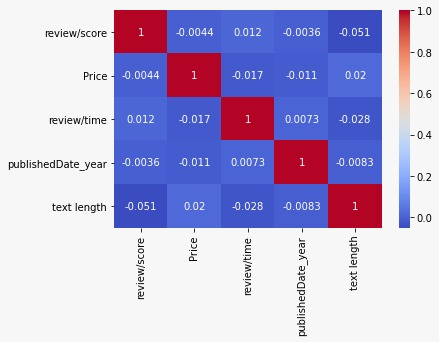 review/score 1 -0.0044 0.012 -0.0036 -0.051
Price -0.0044 1 -0.017 -0.011 0.02
review/time 0.012 -0.017 1 0.0073 -0.028
publishedDate_year -0.0036 -0.011 0.0073 1 -0.0083
text length -0.051 0.02 -0.028 -0.0083 1
review/score
Price
review/time
publishedDate_year
text length
1.0
0.8
0.6
0.4
0.2
0.0